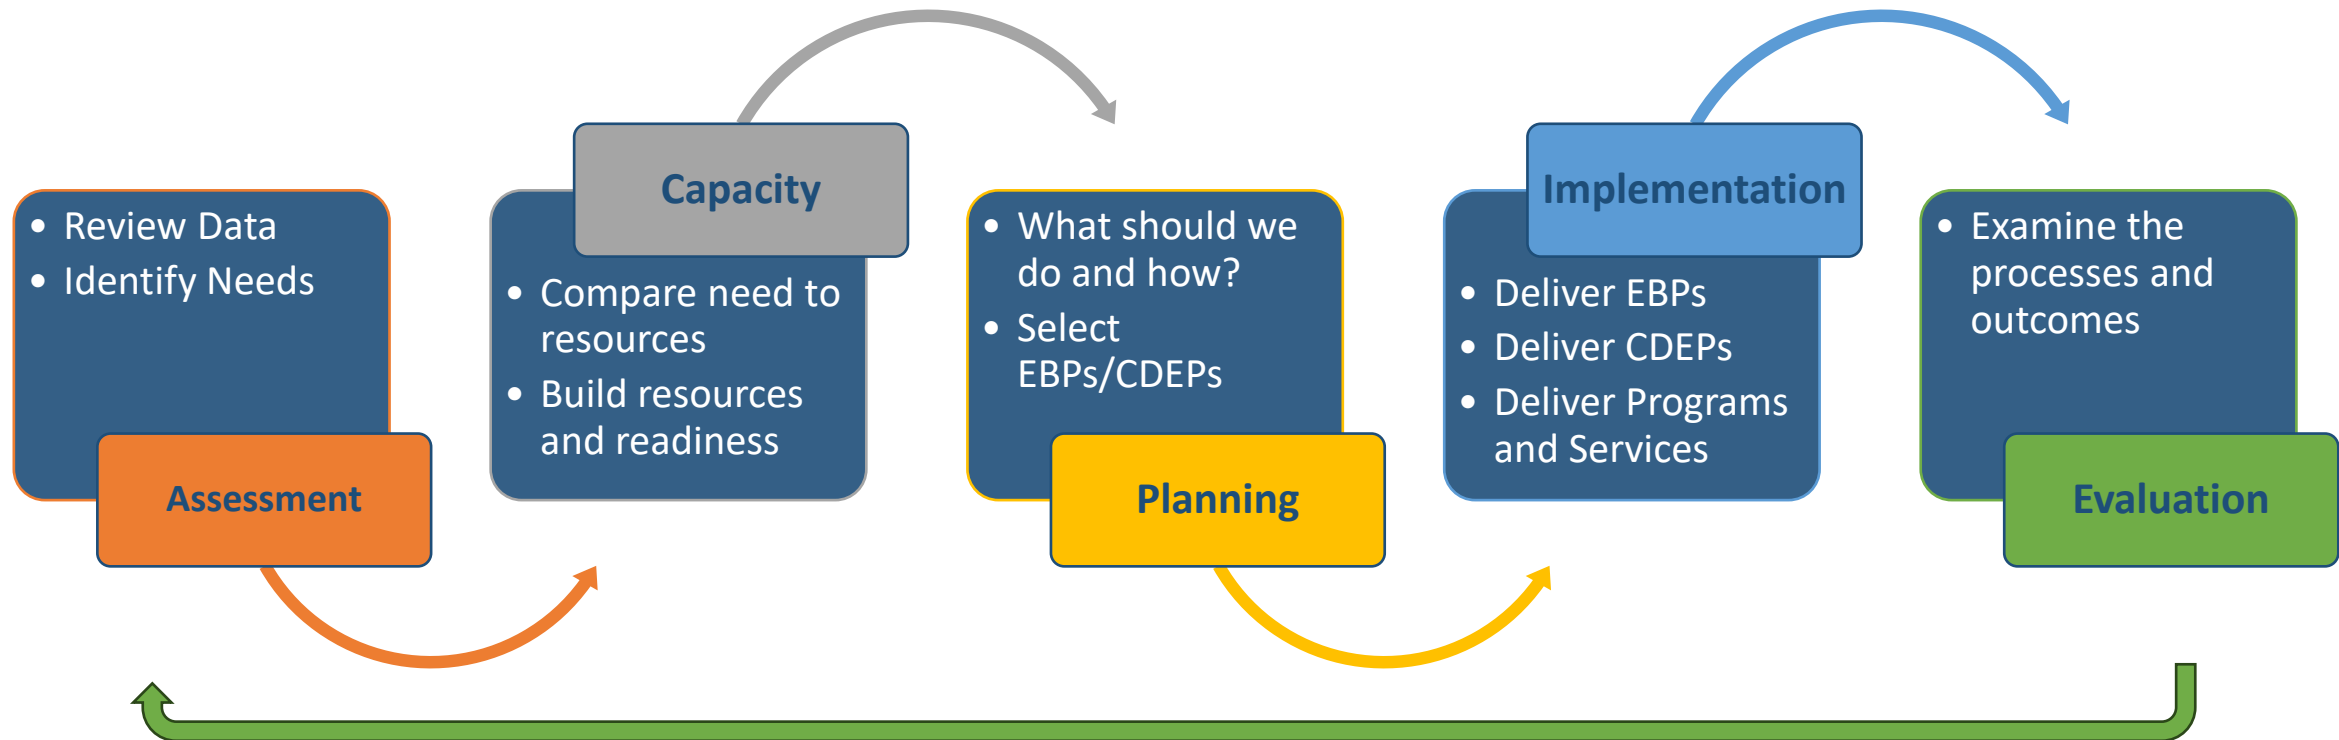 • Review Data
• Identify Needs
Assessment
Capacity
• Compare need to
resources
• Build resources
and readiness
• What should we
do and how?
• Select
EBPs/CDEPs
Planning
Implementation
• Deliver EBPs
• Deliver CDEPs
• Deliver Programs
and Services
• Examine the
processes and
outcomes
Evaluation